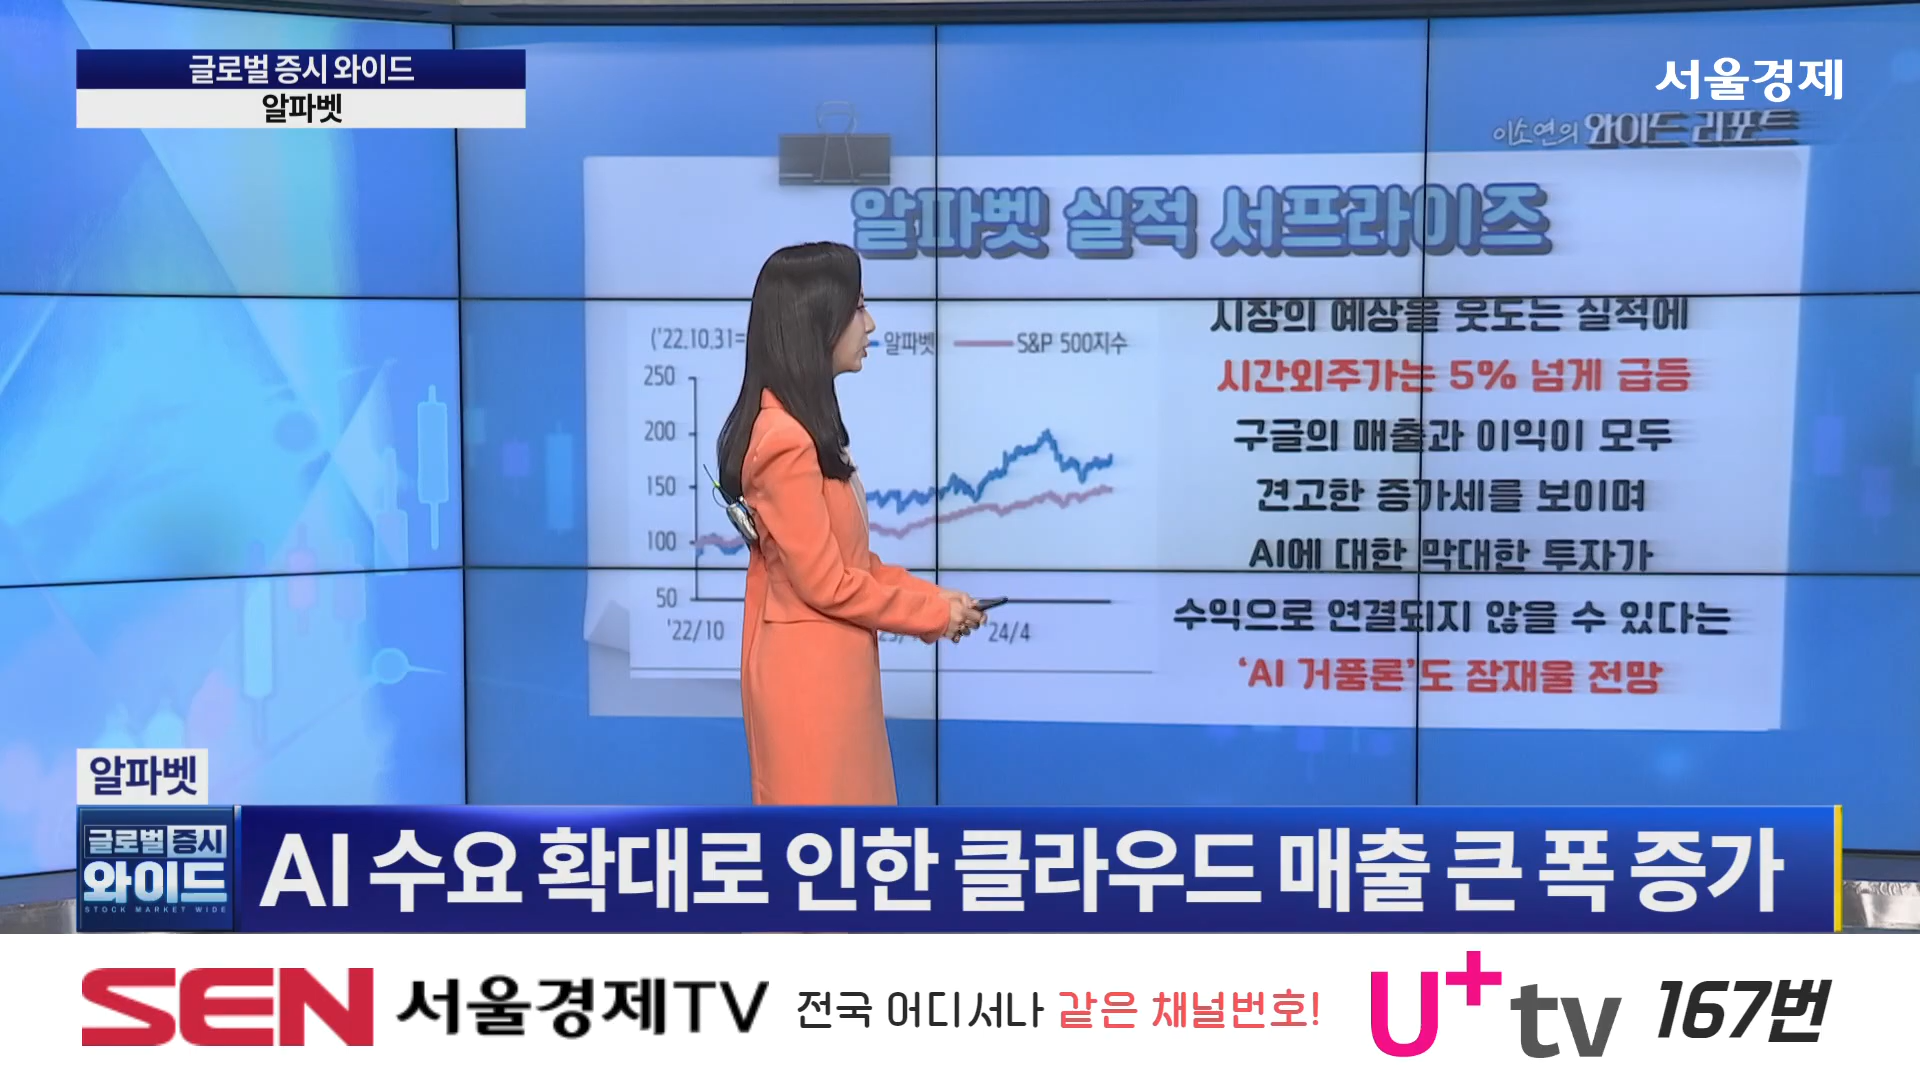 글로벌 증시 와이드
알파벳
서울경제
이소연의 와이드 리포트
알파벳 실적 서프라이즈
('22.10.31=
알파벳
S&P 500지수
250
200
150
100
50
'22/10
'24/4
시장의 예상을 웃도는 실적에
시간외주가는 5% 넘게 급등
구글의 매출과 이익이 모두
견고한 증가세를 보이며
AI에 대한 막대한 투자가
수익으로 연결되지 않을 수 있다는
‘AI 거품론’도 잠재울 전망
알파벳
글로벌 증시
와이드
STOCK MARKET WIDE
AI 수요 확대로 인한 클라우드 매출 큰 폭 증가
SEN 서울경제TV 전국 어디서나 같은 채널번호! U+tv 167번